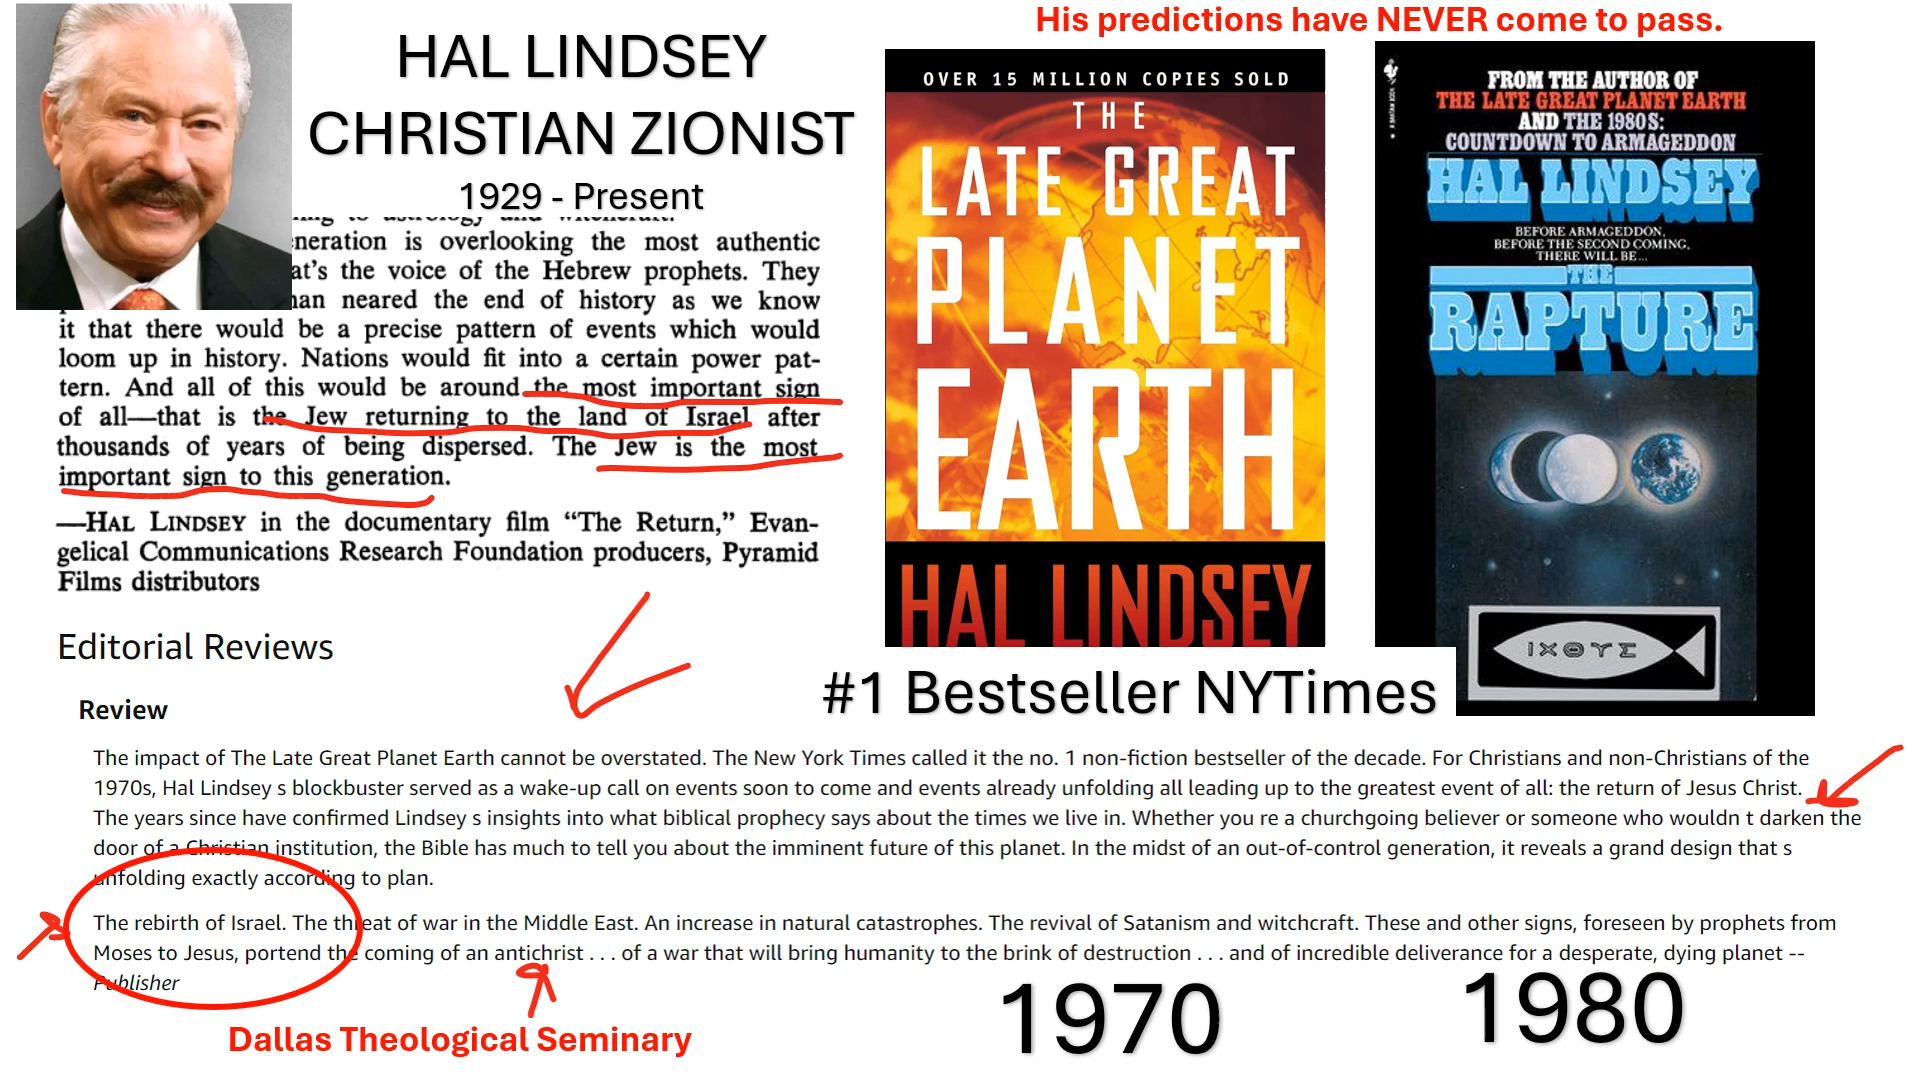 His predictions have NEVER come to pass.
HAL LINDSEY
CHRISTIAN ZIONIST
1929 - Present
to astrology and witchcraft.
neration is overlooking the most authentic
at's the voice of the Hebrew prophets. They
an neared the end of history as we know
it that there would be a precise pattern of events which would
loom up in history. Nations would fit into a certain power pat-
tern. And all of this would be around the most important sign
of all—that is the Jew returning to the land of Israel after
thousands of years of being dispersed. The Jew is the most
important sign to this generation.
—HAL LINDSEY in the documentary film “The Return,” Evan-
gelical Communications Research Foundation producers, Pyramid
Films distributors
OVER 15 MILLION COPIES SOLD
THE
LATE GREAT
PLANET
EARTH
HAL LINDSEY
FROM THE AUTHOR OF
THE LATE GREAT PLANET EARTH
AND THE 1980S:
COUNTDOWN TO ARMAGEDDON
HAL LINDSEY
BEFORE ARMAGEDDON,
BEFORE THE SECOND COMING,
THERE WILL BE...
THE
RAPTURE
ΙΧΘΥΣ
#1 Bestseller NYTimes
Editorial Reviews
Review
The impact of The Late Great Planet Earth cannot be overstated. The New York Times called it the no. 1 non-fiction bestseller of the decade. For Christians and non-Christians of the
1970s, Hal Lindsey s blockbuster served as a wake-up call on events soon to come and events already unfolding all leading up to the greatest event of all: the return of Jesus Christ.
The years since have confirmed Lindsey s insights into what biblical prophecy says about the times we live in. Whether you re a churchgoing believer or someone who wouldn t darken the
door of a Christian institution, the Bible has much to tell you about the imminent future of this planet. In the midst of an out-of-control generation, it reveals a grand design that s
unfolding exactly according to plan.
The rebirth of Israel. The threat of war in the Middle East. An increase in natural catastrophes. The revival of Satanism and witchcraft. These and other signs, foreseen by prophets from
Moses to Jesus, portend the coming of an antichrist . . . of a war that will bring humanity to the brink of destruction . . . and of incredible deliverance for a desperate, dying planet --
Publisher
Dallas Theological Seminary
1970
1980